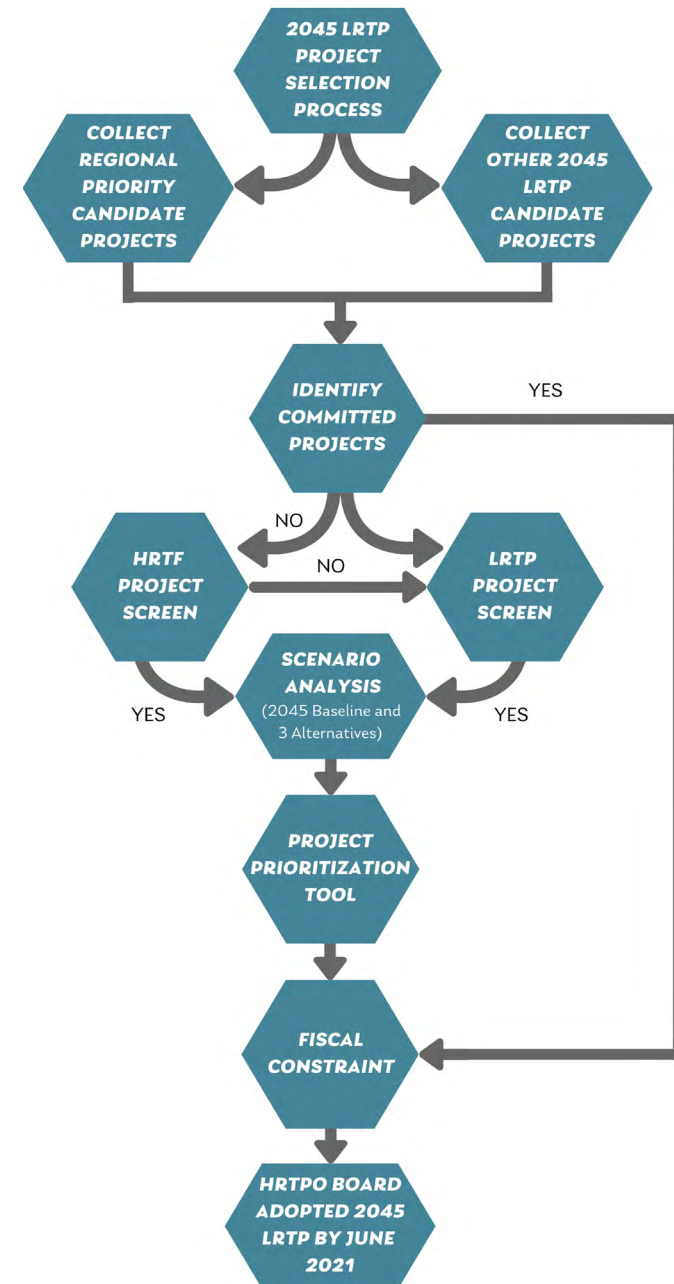 2045 LRTP
PROJECT
SELECTION
PROCESS
COLLECT
REGIONAL
PRIORITY
CANDIDATE
PROJECTS
COLLECT
OTHER 2045
LRTP
CANDIDATE
PROJECTS
IDENTIFY
COMMITTED
PROJECTS
YES
NO
HRTF
PROJECT
SCREEN
NO
LRTP
PROJECT
SCREEN
SCENARIO
ANALYSIS
(2045 Baseline and
3 Alternatives)
YES
YES
PROJECT
PRIORITIZATION
TOOL
FISCAL
CONSTRAINT
HRTPO BOARD
ADOPTED 2045
LRTP BY JUNE
2021